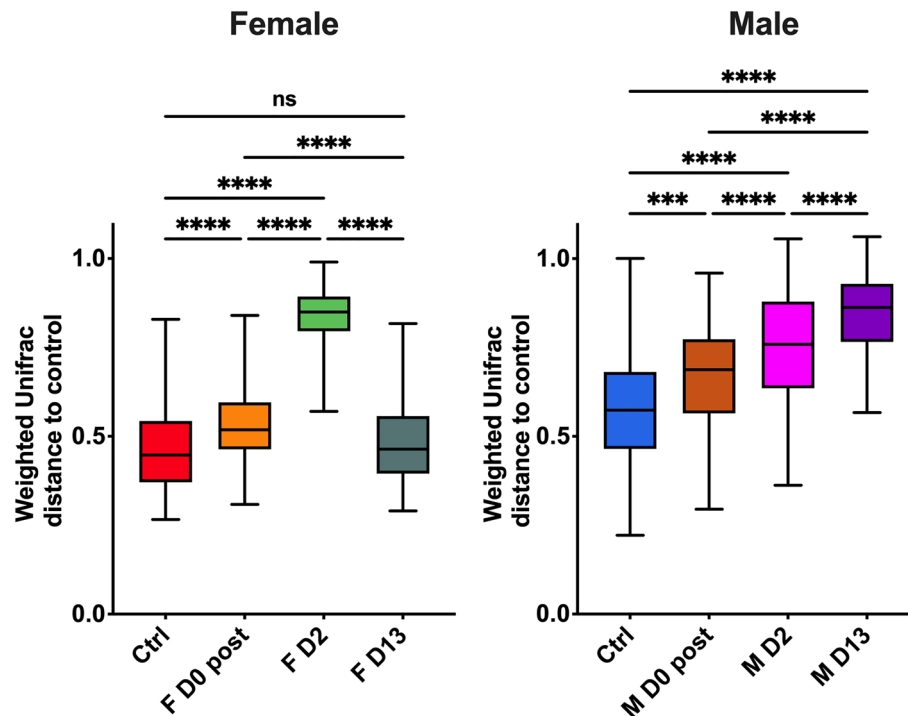 Female
ns
****
****
**** **** ****
Weighted Unifrac
distance to control
1.0
0.5
0.0
Ctrl
F D0 post
F D2
F D13
Male
****
****
****
*** **** ****
Weighted Unifrac
distance to control
1.0
0.5
0.0
Ctrl
M D0 post
M D2
M D13